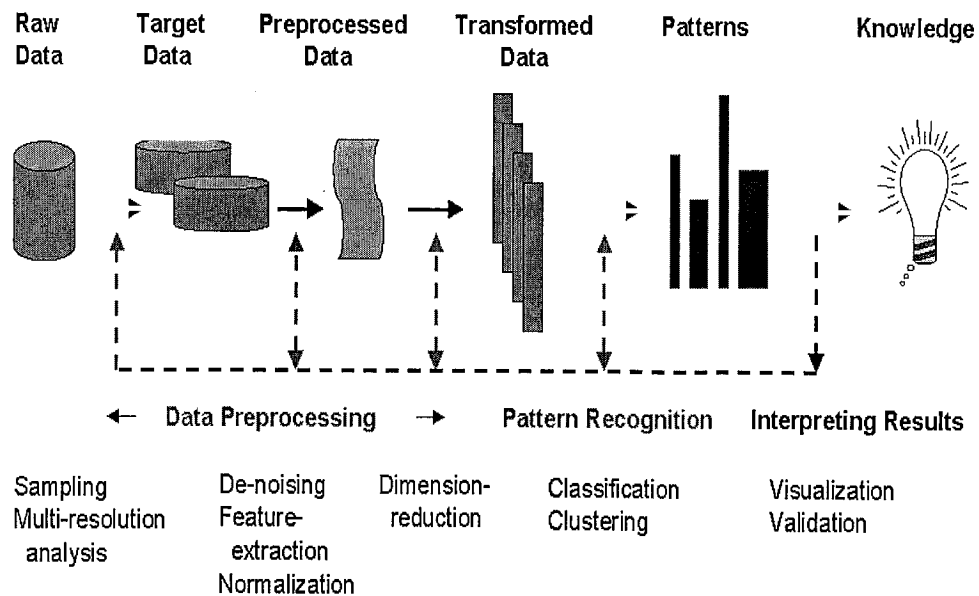 Raw
Data
Target
Data
Preprocessed
Data
Transformed
Data
Patterns
Knowledge
Data Preprocessing
Pattern Recognition
Interpreting Results
Sampling
Multi-resolution
analysis
De-noising
Feature-
extraction
Normalization
Dimension-
reduction
Classification
Clustering
Visualization
Validation